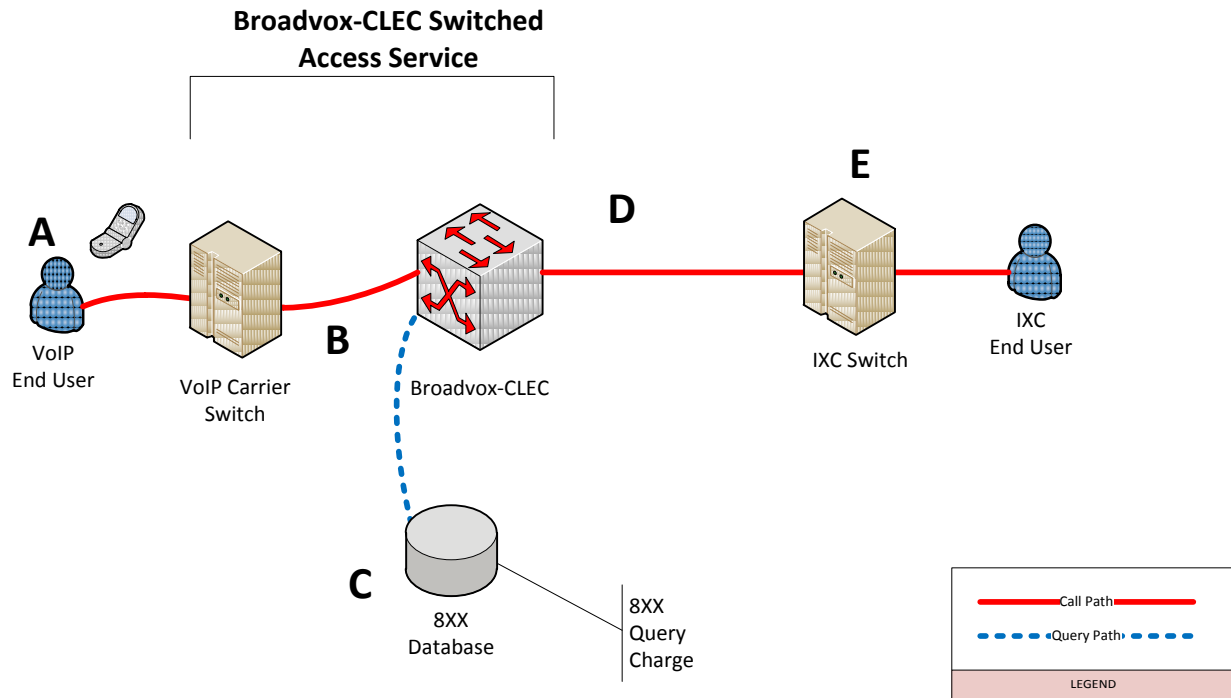 Broadvox-CLEC Switched
Access Service
A
B
C
D
E
VoIP
End User
VoIP Carrier
Switch
Broadvox-CLEC
IXC Switch
IXC
End User
8XX
Database
8XX
Query
Charge
Call Path
Query Path
LEGEND